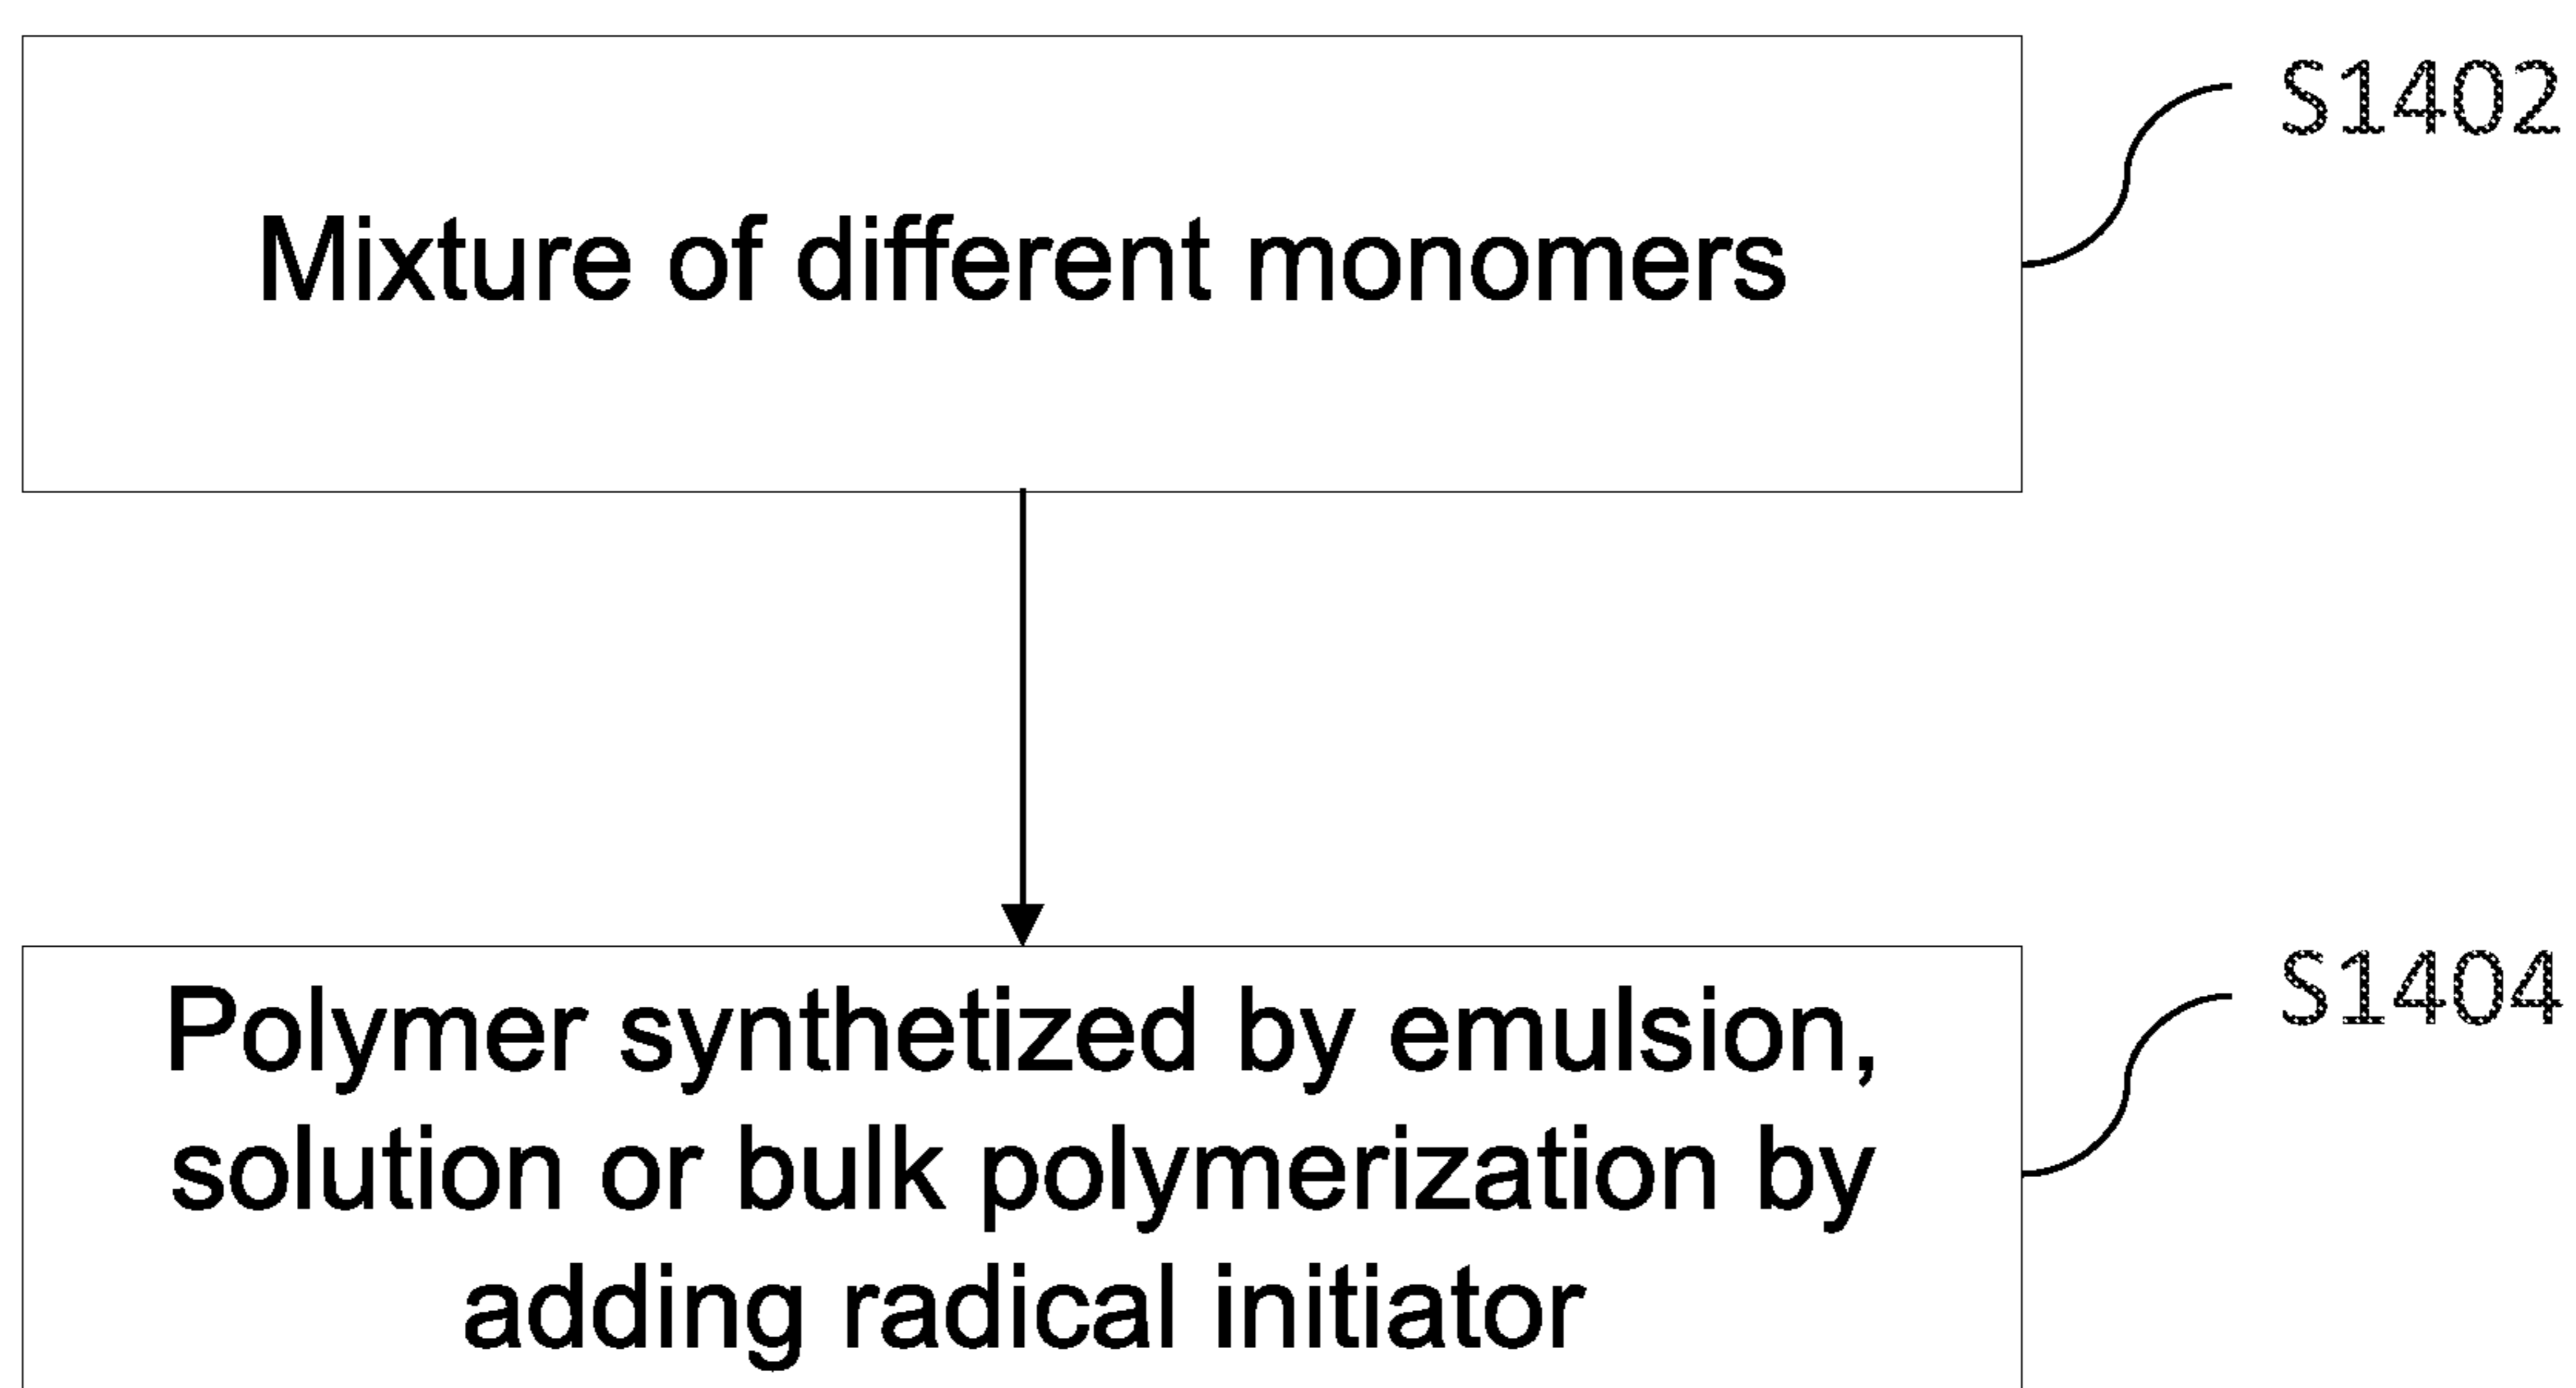 S1402
Mixture of different monomers
S1404
Polymer synthetized by emulsion,
solution or bulk polymerization by
adding radical initiator